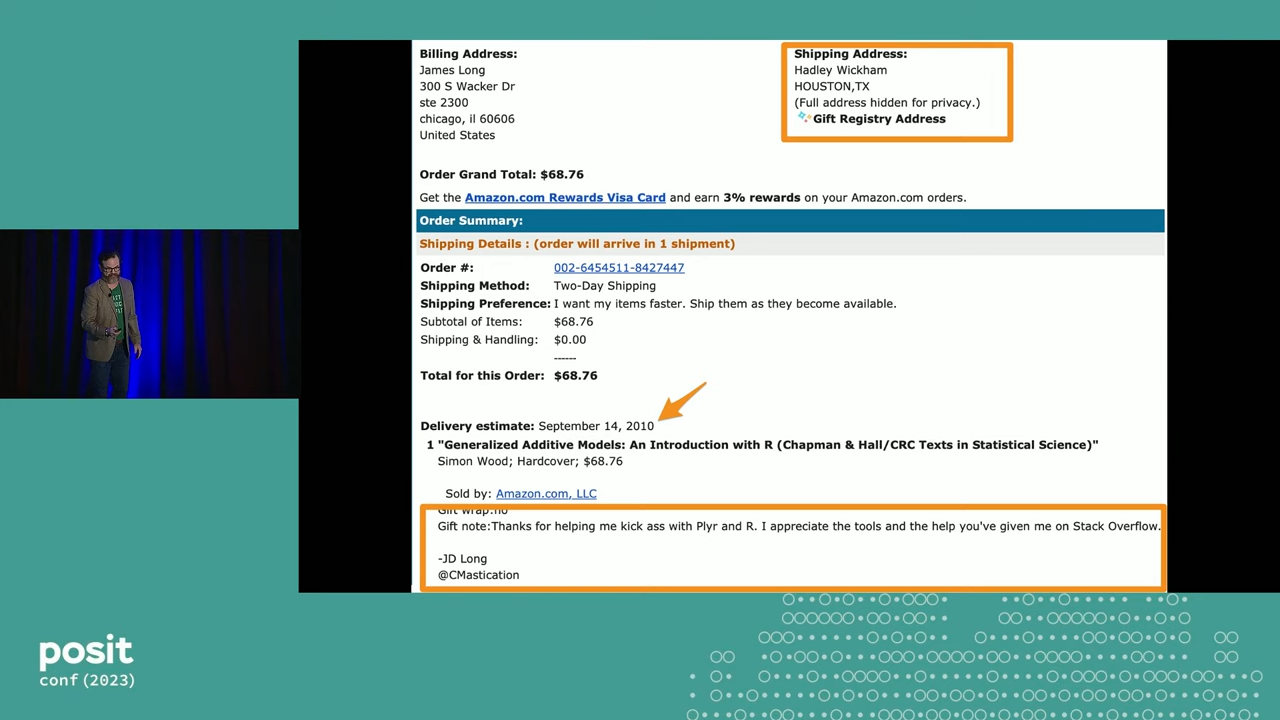 Billing Address:
James Long
300 S Wacker Dr
ste 2300
chicago, il 60606
United States
Shipping Address:
Hadley Wickham
HOUSTON,TX
(Full address hidden for privacy.)
Gift Registry Address
Order Grand Total: $68.76
Get the Amazon.com Rewards Visa Card and earn 3% rewards on your Amazon.com orders.
Order Summary:
Shipping Details : (order will arrive in 1 shipment)
Order #: 002-6454511-8427447
Shipping Method: Two-Day Shipping
Shipping Preference: I want my items faster. Ship them as they become available.
Subtotal of Items: $68.76
Shipping & Handling: $0.00
------
Total for this Order: $68.76
Delivery estimate: September 14, 2010
1 "Generalized Additive Models: An Introduction with R (Chapman & Hall/CRC Texts in Statistical Science)"
Simon Wood; Hardcover; $68.76
Sold by: Amazon.com, LLC
Gift wrap:no
Gift note:Thanks for helping me kick ass with Plyr and R. I appreciate the tools and the help you've given me on Stack Overflow.
-JD Long
@CMastication
posit
conf(2023)